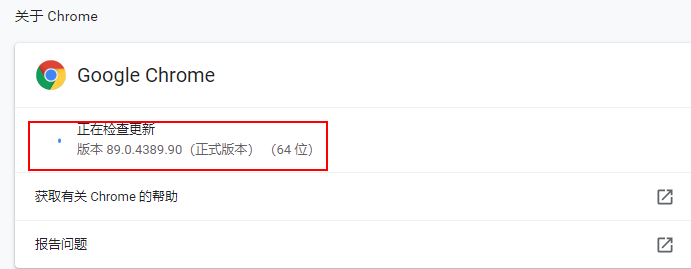 关于 Chrome
Google Chrome
正在检查更新
版本 89.0.4389.90（正式版本） （64 位）
获取有关 Chrome 的帮助
报告问题